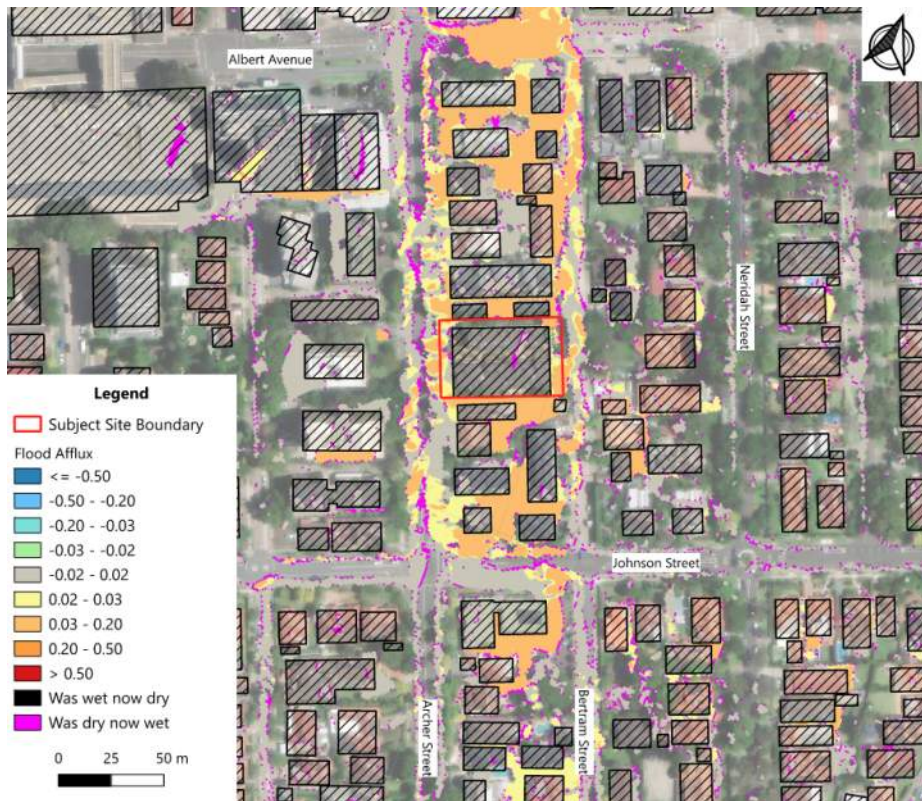 Albert Avenue
Neridah Street
Legend
Subject Site Boundary
Flood Afflux
<= -0.50
-0.50 - -0.20
-0.20 - -0.03
-0.03 - -0.02
-0.02 - 0.02
0.02 - 0.03
0.03 - 0.20
0.20 - 0.50
> 0.50
Was wet now dry
Was dry now wet
0 25 50 m
Johnson Street
Archer Street
Bertram Street